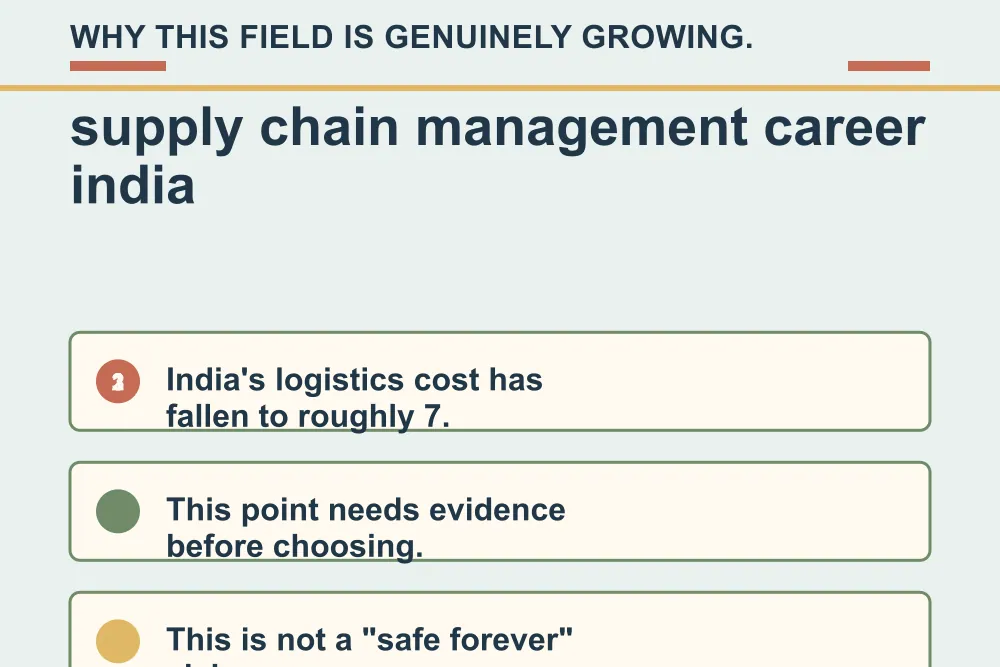 WHY THIS FIELD IS GENUINELY GROWING.
supply chain management career
india
India's logistics cost has
fallen to roughly 7.
This point needs evidence
before choosing.
This is not a "safe forever"